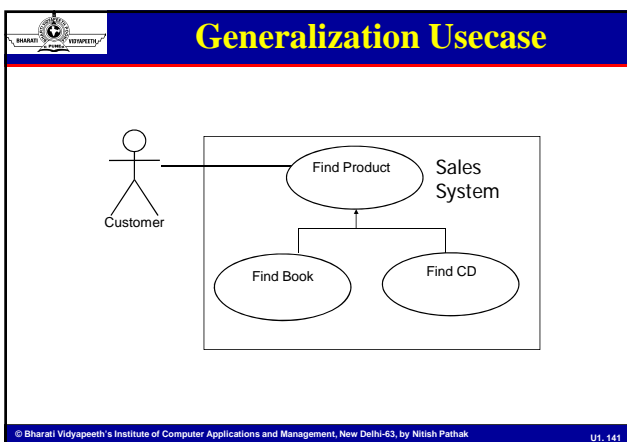 BHARATI VIDYAPEETH
PUNE
Generalization Usecase
Find Product
Sales
System
Customer
Find Book
Find CD
© Bharati Vidyapeeth's Institute of Computer Applications and Management, New Delhi-63, by Nitish Pathak
U1. 141